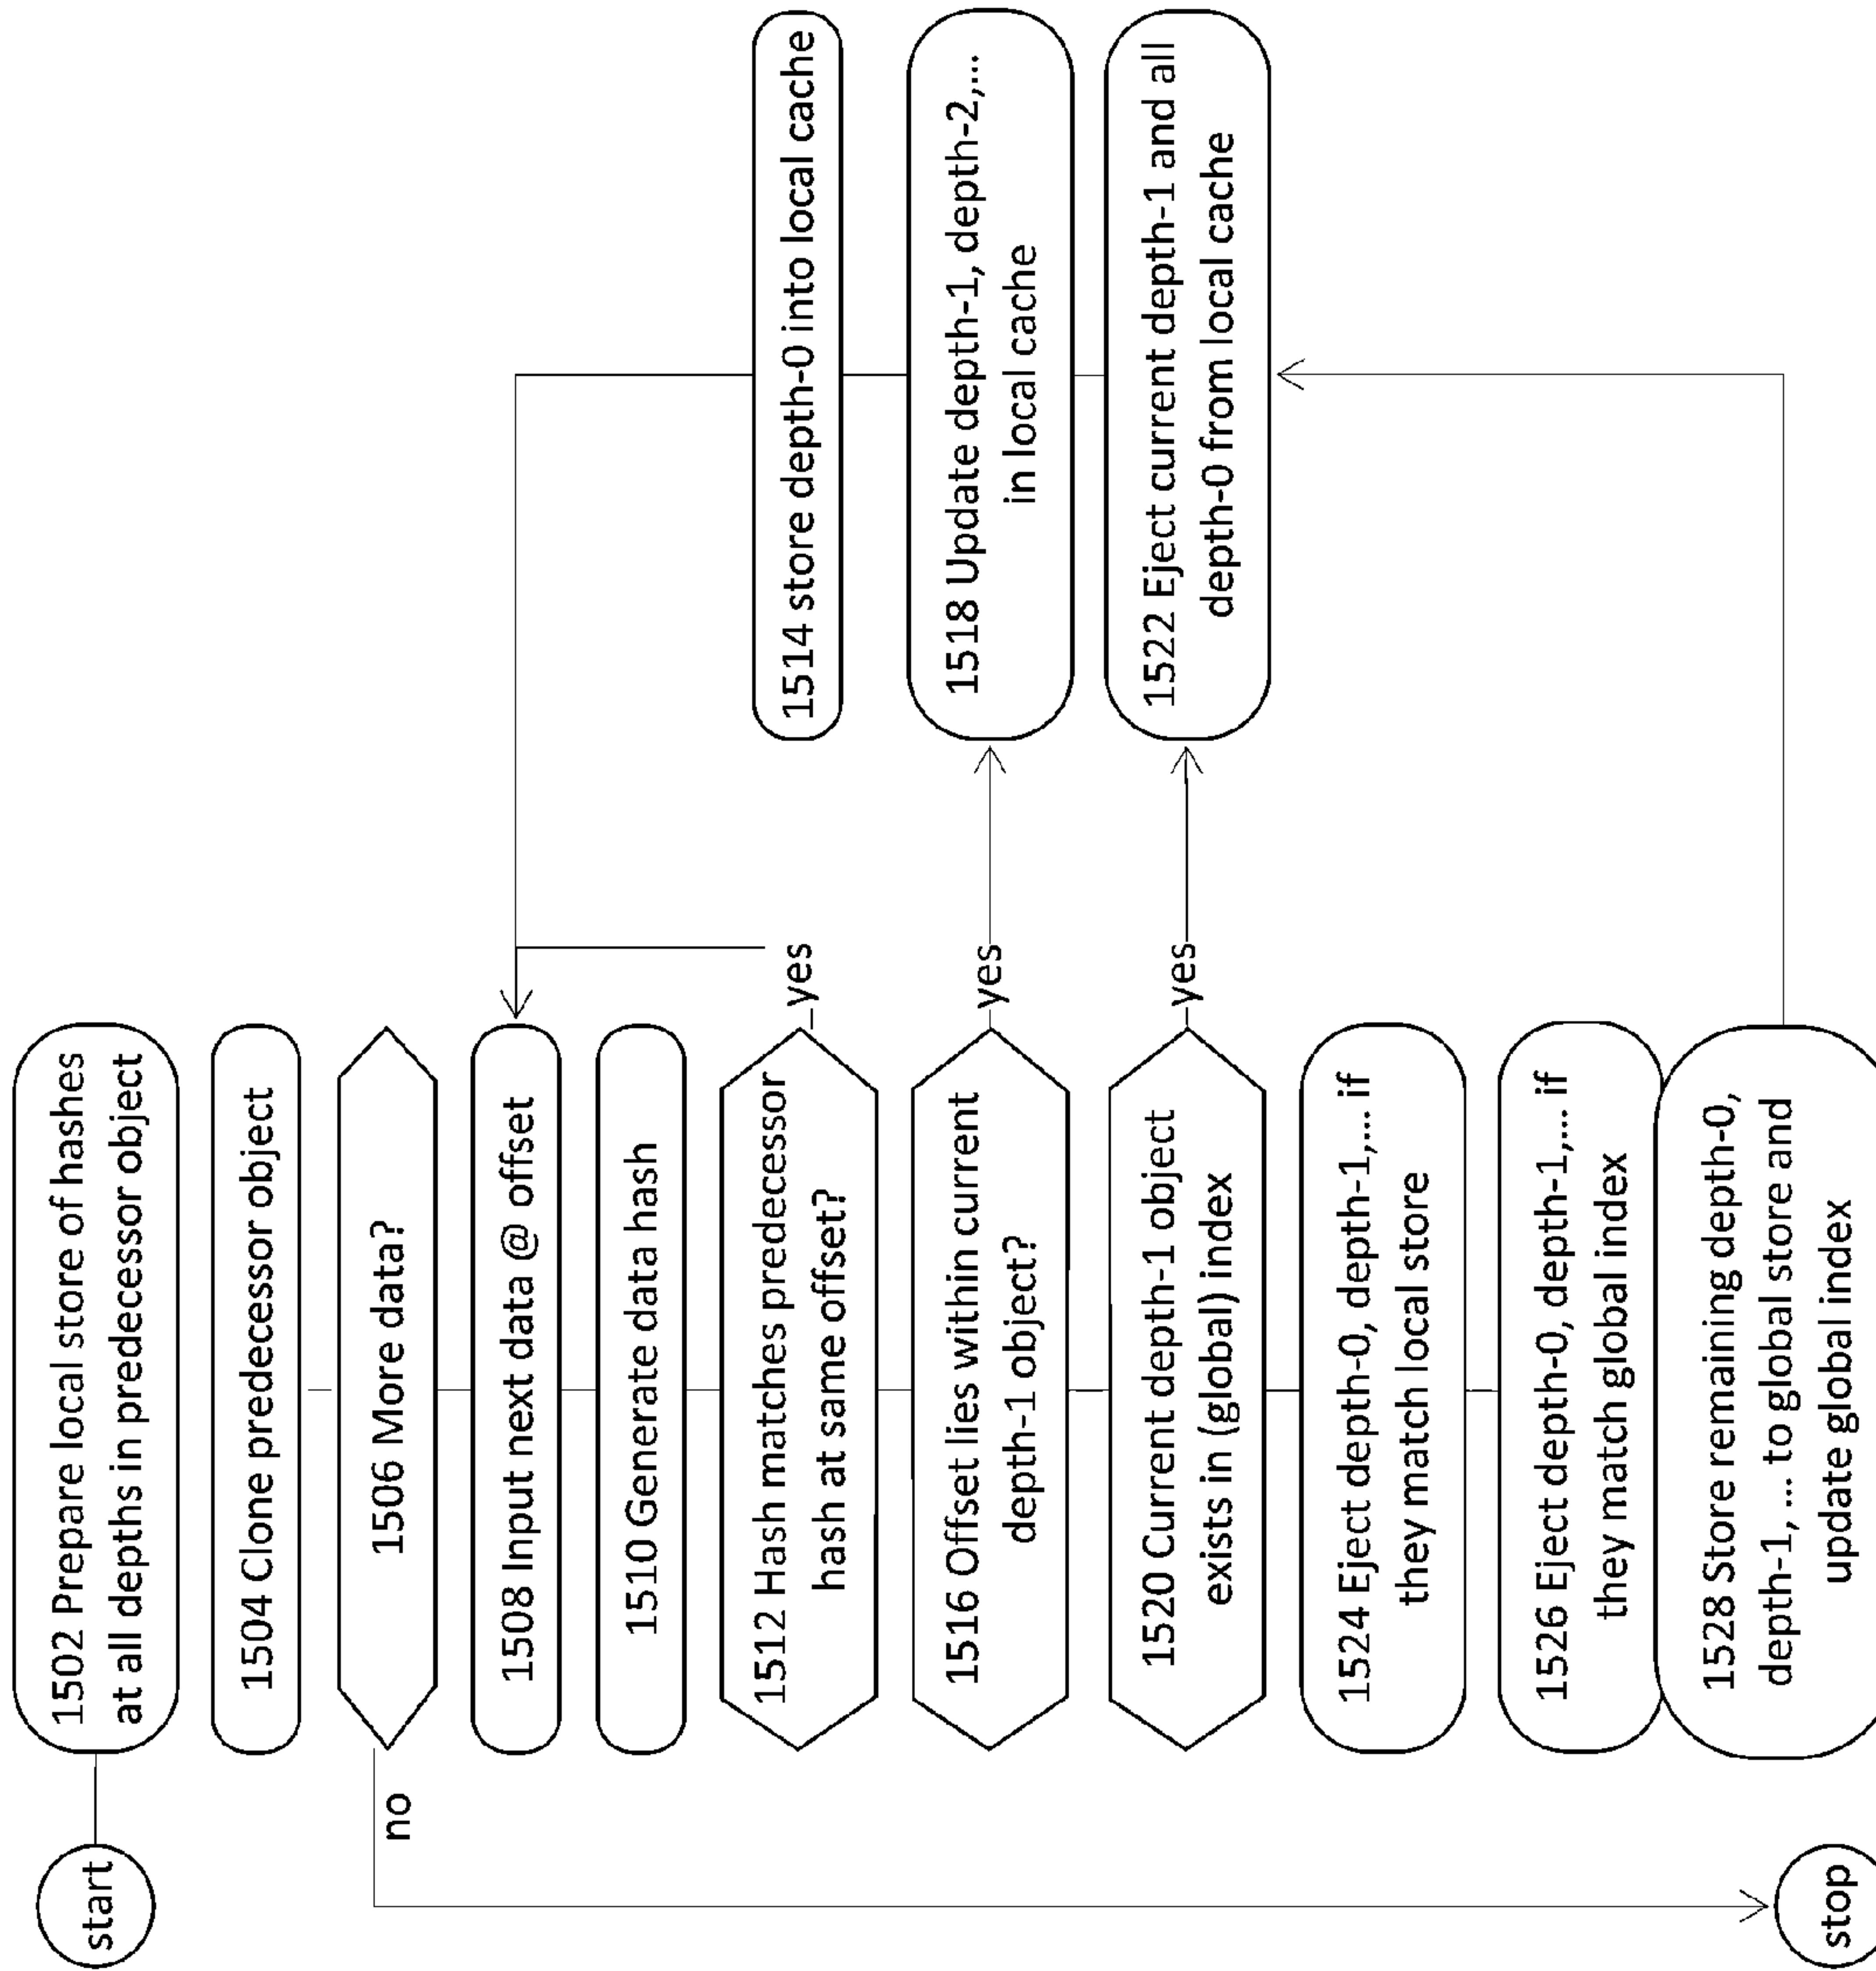 start
1502 Prepare local store of hashes
at all depths in predecessor object
1504 Clone predecessor object
1506 More data?
no
1508 Input next data @ offset
1510 Generate data hash
1512 Hash matches predecessor
hash at same offset?
yes
1514 store depth-0 into local cache
1516 Offset lies within current
depth-1 object?
yes
1518 Update depth-1, depth-2,...
in local cache
1520 Current depth-1 object
exists in (global) index
yes
1522 Eject current depth-1 and all
depth-0 from local cache
1524 Eject depth-0, depth-1,... if
they match local store
1526 Eject depth-0, depth-1,... if
they match global index
1528 Store remaining depth-0,
depth-1, ... to global store and
update global index
stop